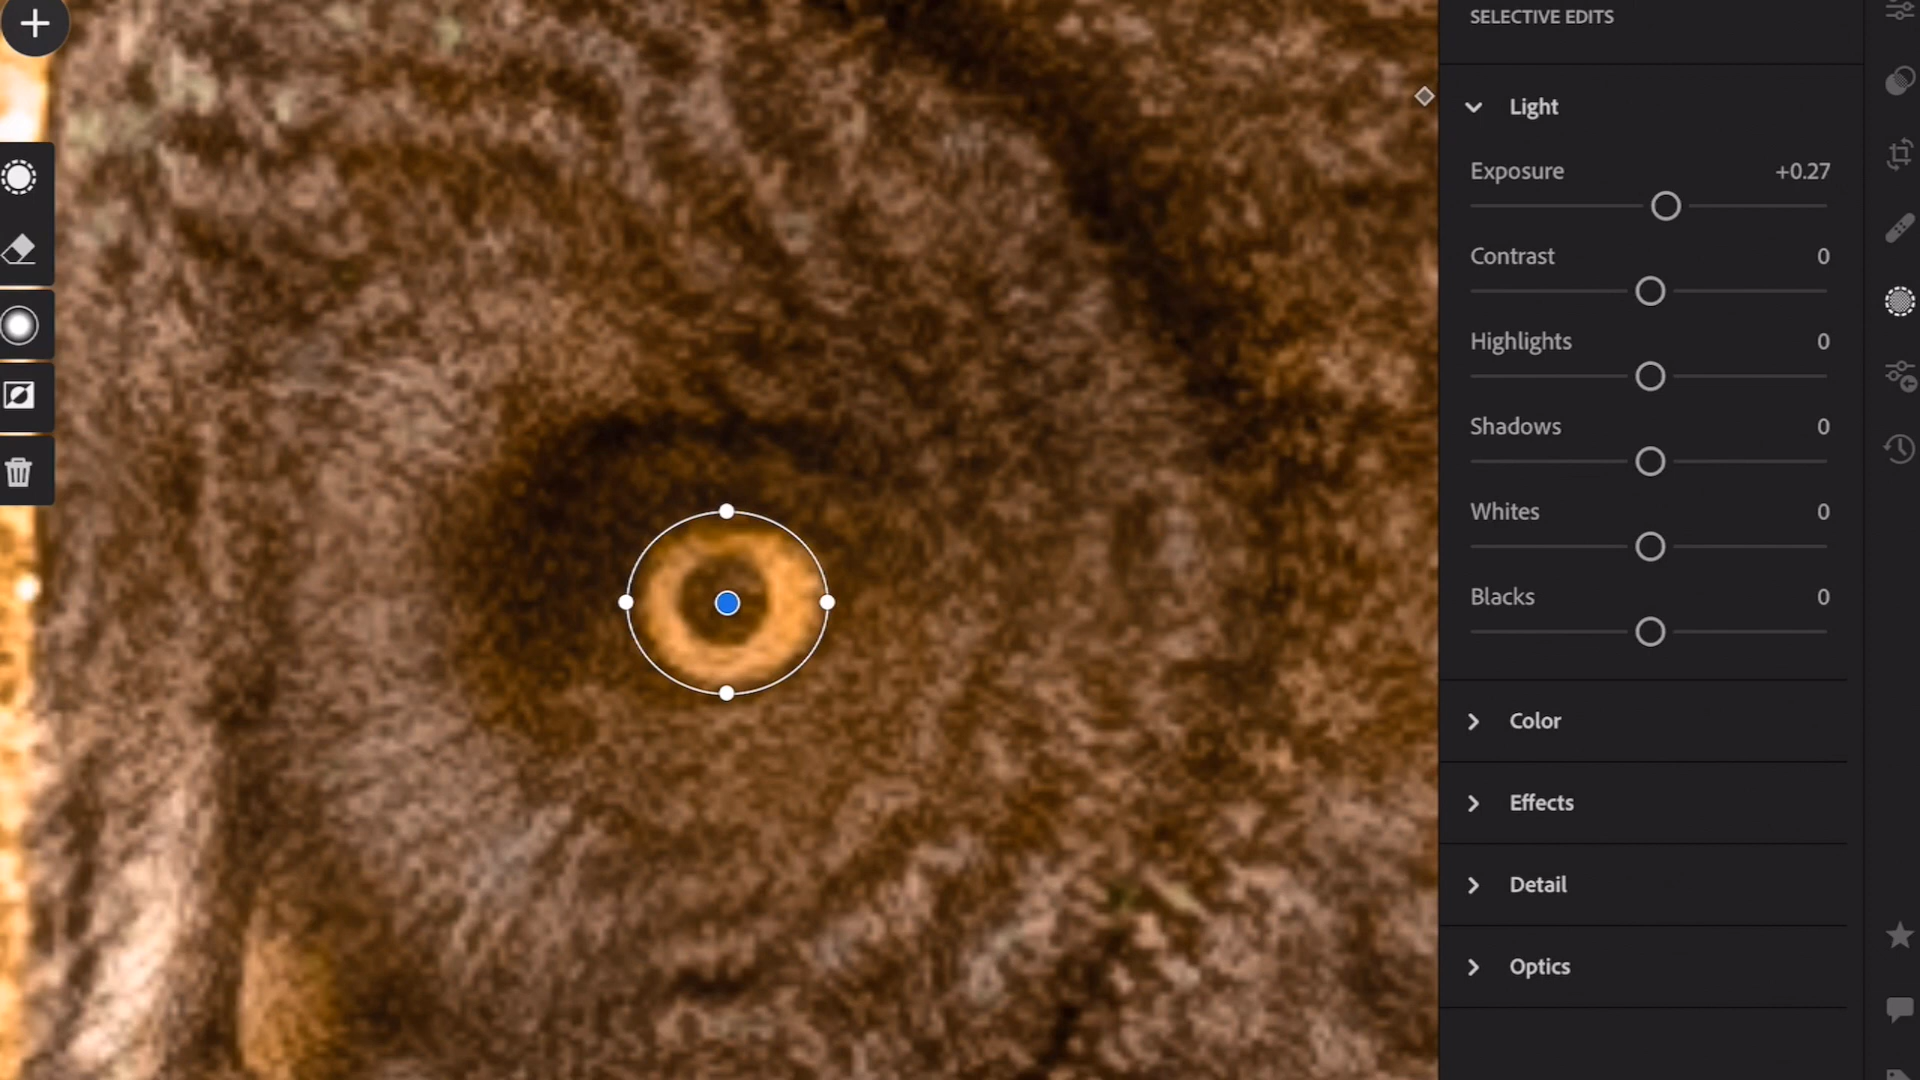 SELECTIVE EDITS
Light
Exposure +0.27
Contrast 0
Highlights 0
Shadows 0
Whites 0
Blacks 0
Color
Effects
Detail
Optics